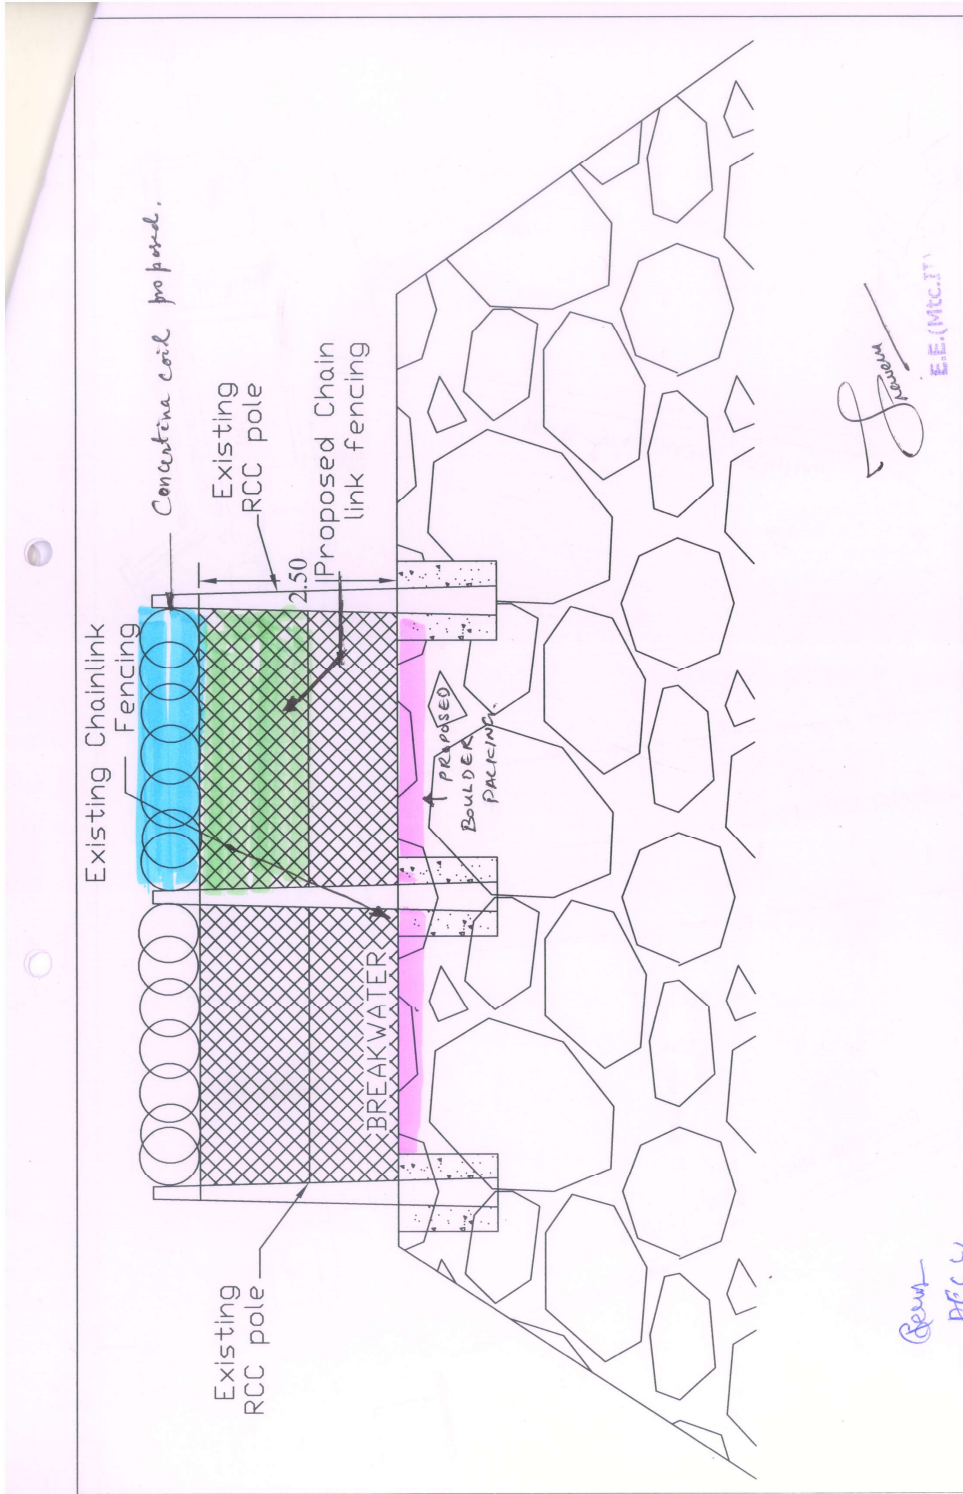 Existing Chainlink
Fencing
Concertina coil proposed.
Existing
RCC pole
Proposed Chain
link fencing
2.50
PROPOSED
BOULDER
PACKING.
BREAKWATER
Existing
RCC pole
E.E.(Mtc.II)